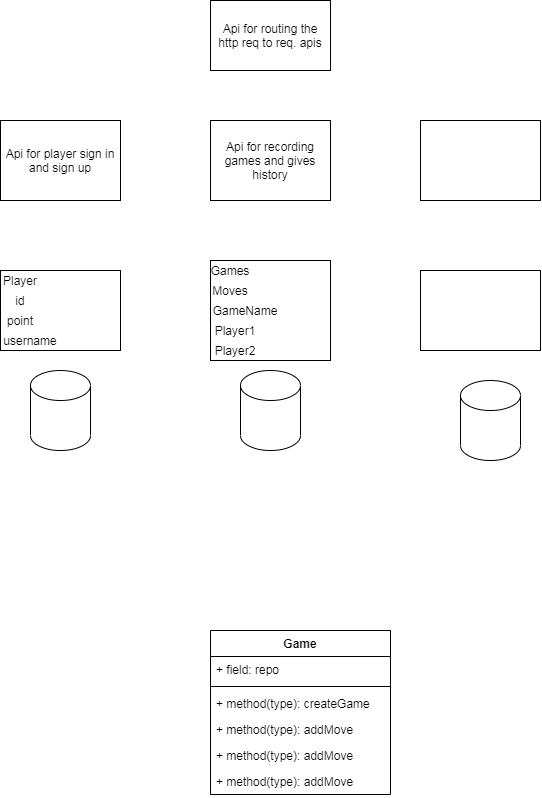 Api for routing the
http req to req. apis
Api for player sign in
and sign up
Api for recording
games and gives
history
Player
id
point
username
Games
Moves
GameName
Player1
Player2
Game
+ field: repo
+ method(type): createGame
+ method(type): addMove
+ method(type): addMove
+ method(type): addMove